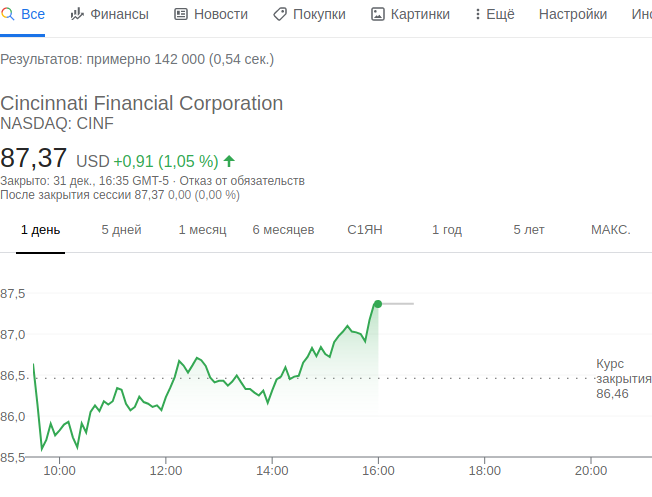 Все Финансы Новости Покупки Картинки Ещё Настройки Инс
Результатов: примерно 142 000 (0,54 сек.)
Cincinnati Financial Corporation
NASDAQ: CINF
87,37 USD +0,91 (1,05 %)
Закрыто: 31 дек., 16:35 GMT-5 · Отказ от обязательств
После закрытия сессии 87,37 0,00 (0,00 %)
1 день 5 дней 1 месяц 6 месяцев С1ЯН 1 год 5 лет МАКС.
87,5
87,0
86,5
86,0
85,5
Курс
закрытия
86,46
10:00 12:00 14:00 16:00 18:00 20:00